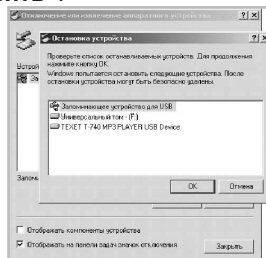 Отключение или извлечение аппаратного устройства
Остановка устройства
Проверьте список останавливаемых устройств. Для продолжения
нажмите кнопку ОК.
Windows попытается остановить следующие устройства. После
остановки устройства могут быть безопасно удалены.
Устрой
Запоминающее устройство для USB
Универсальный том - (F:)
TEXET T-740 MP3 PLAYER USB Device
Запоми
OK
Отмена
Отображать компоненты устройства
Отображать на панели задач значок отключения
Закрыть